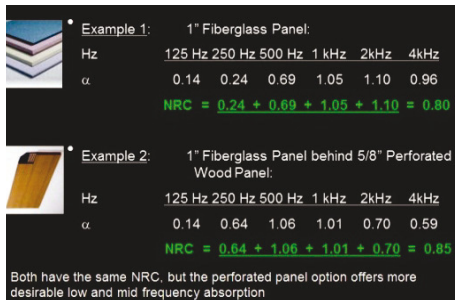 • Example 1: 1” Fiberglass Panel:
Hz 125 Hz 250 Hz 500 Hz 1 kHz 2kHz 4kHz
α 0.14 0.24 0.69 1.05 1.10 0.96
NRC = 0.24 + 0.69 + 1.05 + 1.10 = 0.80
• Example 2: 1” Fiberglass Panel behind 5/8” Perforated
Wood Panel:
Hz 125 Hz 250 Hz 500 Hz 1 kHz 2kHz 4kHz
α 0.14 0.64 1.06 1.01 0.70 0.59
NRC = 0.64 + 1.06 + 1.01 + 0.70 = 0.85
Both have the same NRC, but the perforated panel option offers more
desirable low and mid frequency absorption